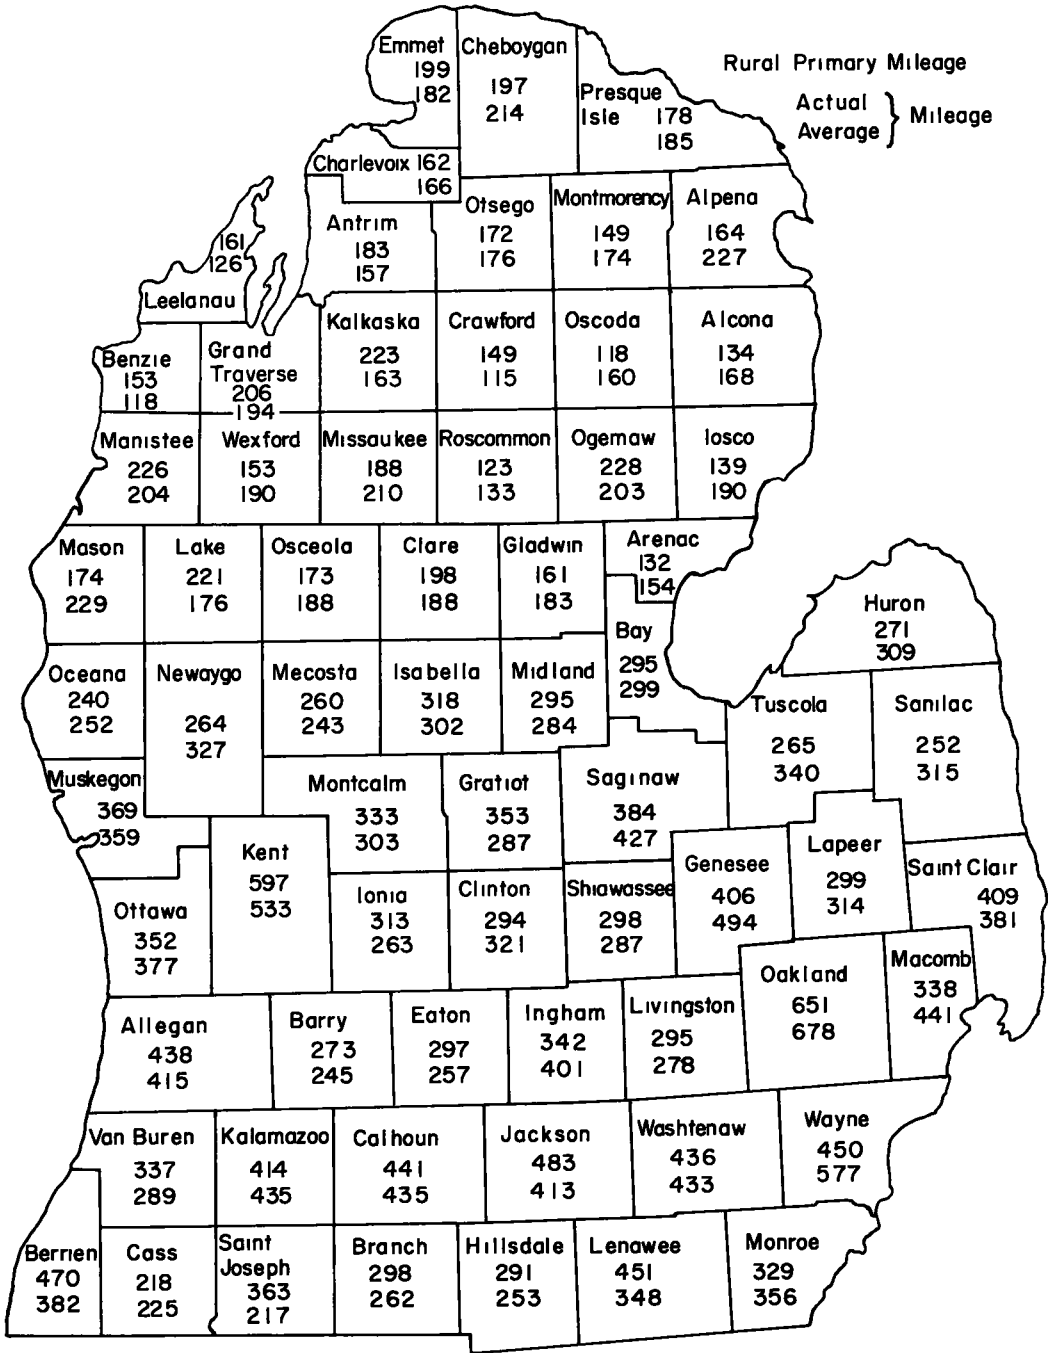 Rural Primary Mileage
Actual
Average
Mileage
Emmet
199
182
Cheboygan
197
214
Presque
Isle 178
185
Charlevoix 162
166
Antrim
183
157
Otsego
172
176
Montmorency
149
174
Alpena
164
227
161
126
Leelanau
Benzie
153
118
Grand
Traverse
206
194
Kalkaska
223
163
Crawford
149
115
Oscoda
118
160
Alcona
134
168
Manistee
226
204
Wexford
153
190
Missaukee
188
210
Roscommon
123
133
Ogemaw
228
203
Iosco
139
190
Mason
174
229
Lake
221
176
Osceola
173
188
Clare
198
188
Gladwin
161
183
Arenac
132
154
Huron
271
309
Oceana
240
252
Newaygo
264
327
Mecosta
260
243
Isabella
318
302
Midland
295
284
Bay
295
299
Tuscola
265
340
Sanilac
252
315
Muskegon
369
359
Montcalm
333
303
Gratiot
353
287
Saginaw
384
427
Kent
597
533
Ottawa
352
377
Ionia
313
263
Clinton
294
321
Shiawassee
298
287
Genesee
406
494
Lapeer
299
314
Saint Clair
409
381
Allegan
438
415
Barry
273
245
Eaton
297
257
Ingham
342
401
Livingston
295
278
Oakland
651
678
Macomb
338
441
Van Buren
337
289
Kalamazoo
414
435
Calhoun
441
435
Jackson
483
413
Washtenaw
436
433
Wayne
450
577
Berrien
470
382
Cass
218
225
Saint
Joseph
363
217
Branch
298
262
Hillsdale
291
253
Lenawee
451
348
Monroe
329
356